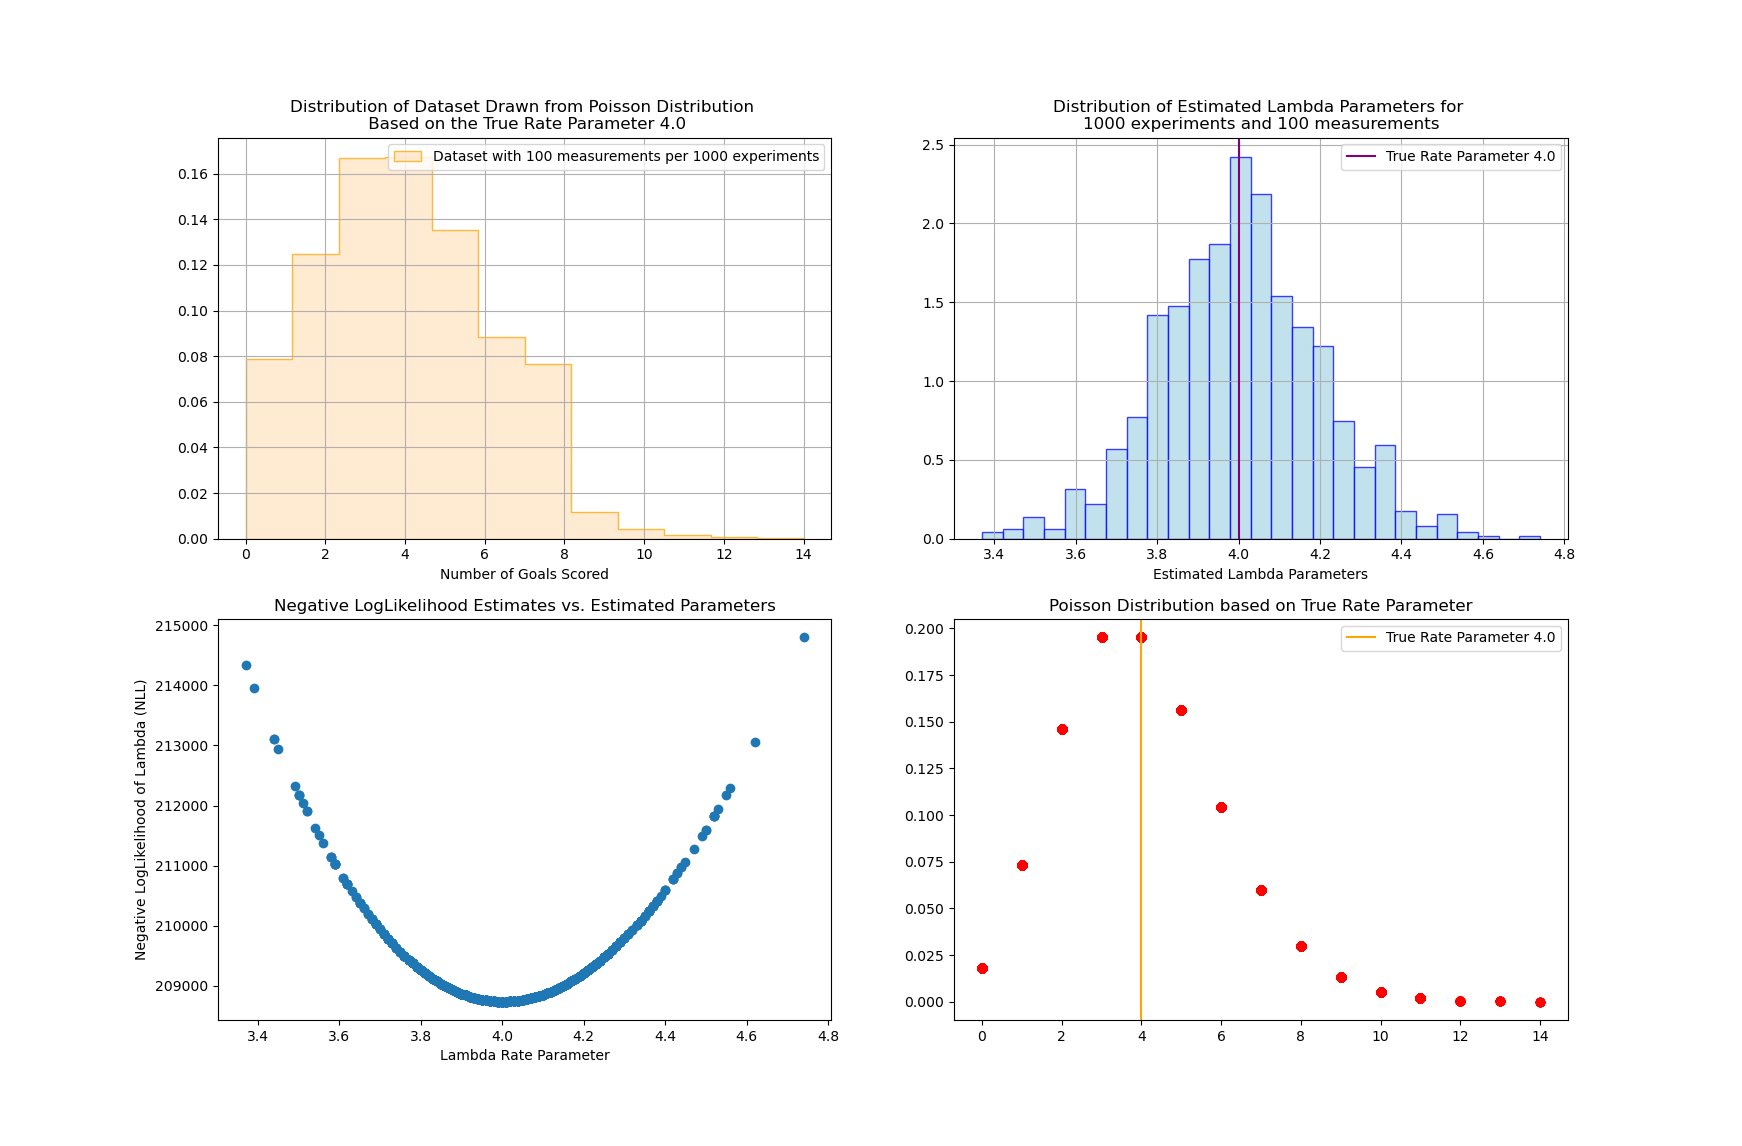 Distribution of Dataset Drawn from Poisson Distribution
Based on the True Rate Parameter 4.0
Dataset with 100 measurements per 1000 experiments
0.16
0.14
0.12
0.10
0.08
0.06
0.04
0.02
0.00
0 2 4 6 8 10 12 14
Number of Goals Scored
Distribution of Estimated Lambda Parameters for
1000 experiments and 100 measurements
True Rate Parameter 4.0
2.5
2.0
1.5
1.0
0.5
0.0
3.4 3.6 3.8 4.0 4.2 4.4 4.6 4.8
Estimated Lambda Parameters
Negative LogLikelihood Estimates vs. Estimated Parameters
Negative LogLikelihood of Lambda (NLL)
215000
214000
213000
212000
211000
210000
209000
3.4 3.6 3.8 4.0 4.2 4.4 4.6 4.8
Lambda Rate Parameter
Poisson Distribution based on True Rate Parameter
True Rate Parameter 4.0
0.200
0.175
0.150
0.125
0.100
0.075
0.050
0.025
0.000
0 2 4 6 8 10 12 14